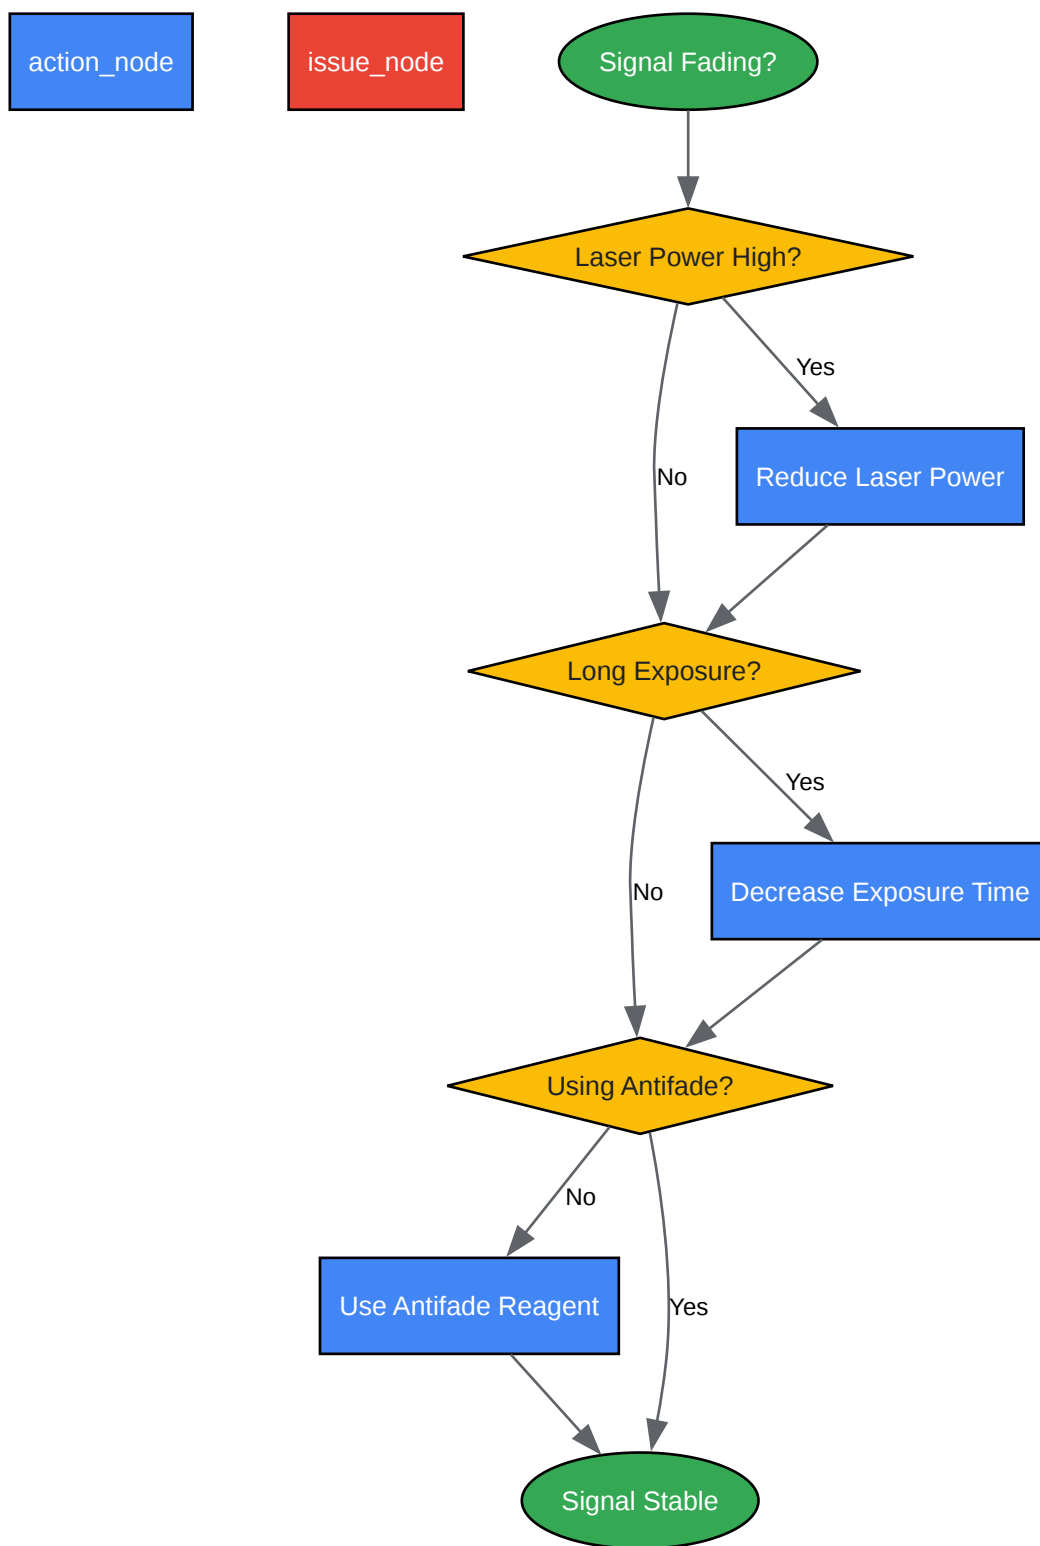 action_node
issue_node
Signal Fading?
Laser Power High?
Yes
No
Reduce Laser Power
Long Exposure?
Yes
No
Decrease Exposure Time
Using Antifade?
No
Use Antifade Reagent
Yes
Signal Stable